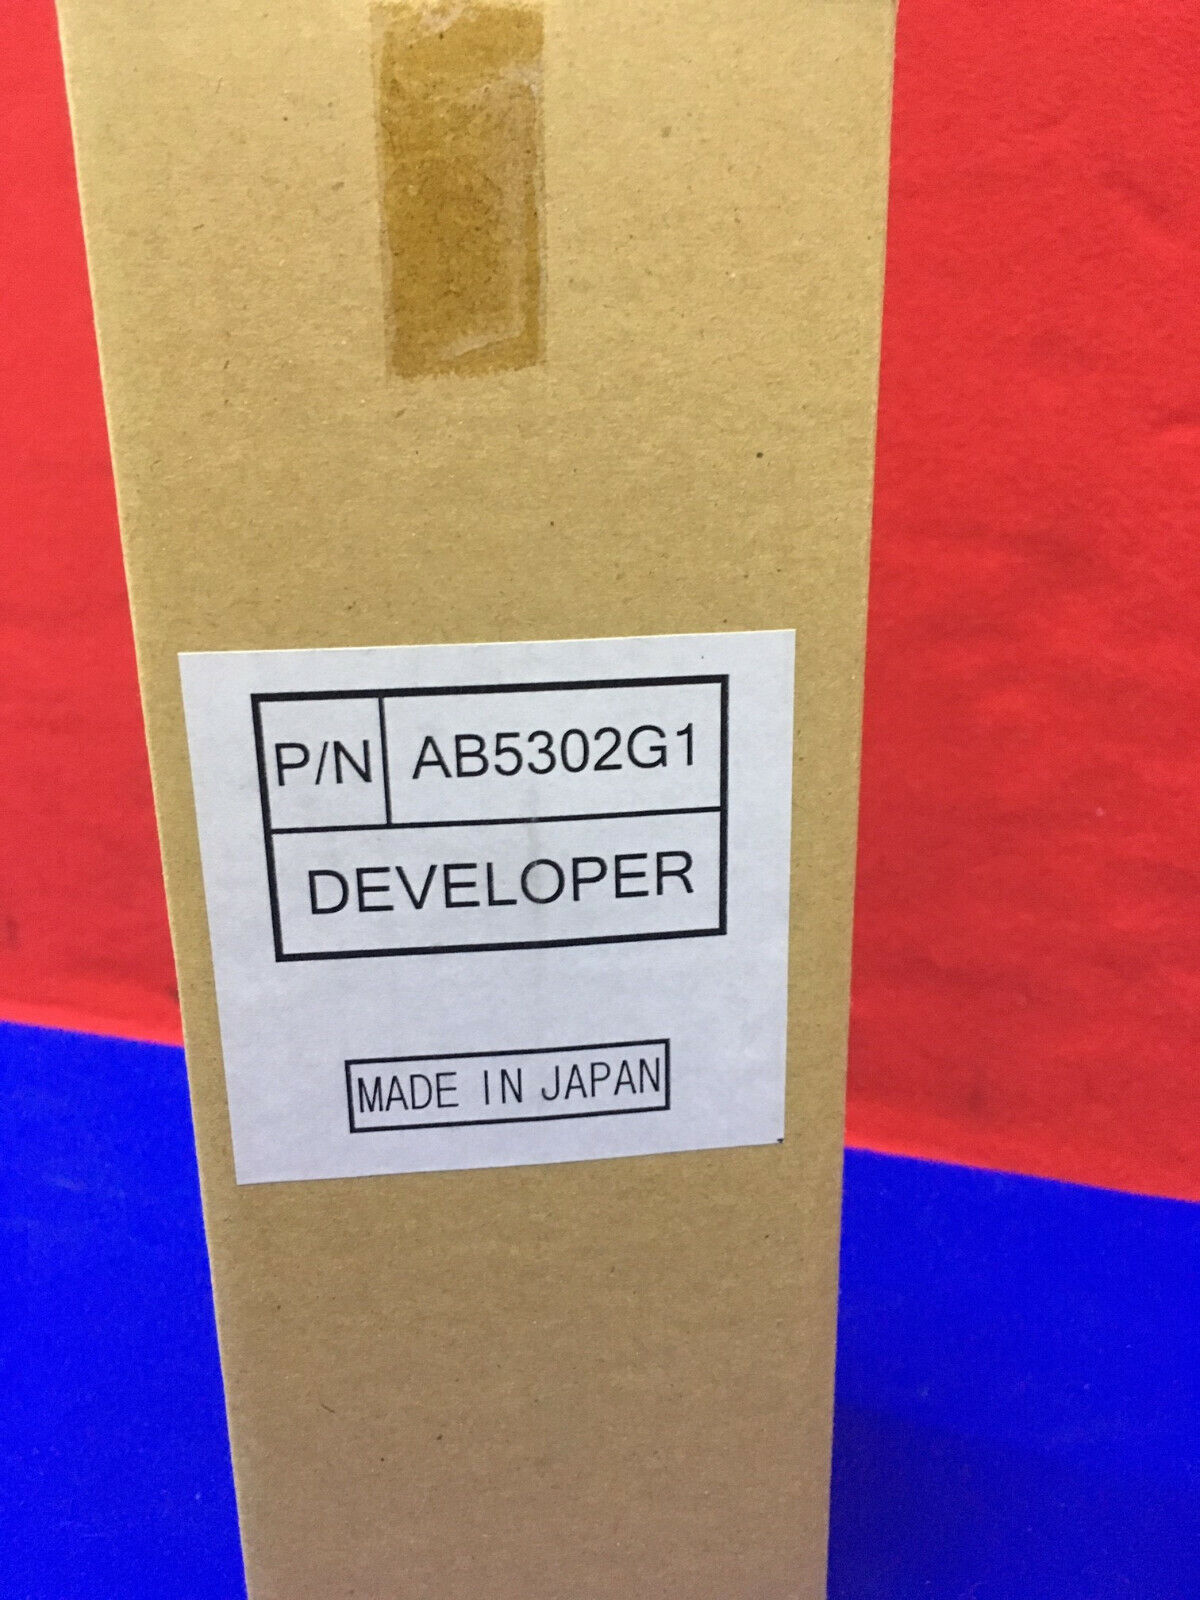 P/N AB5302G1
DEVELOPER
MADE IN JAPAN